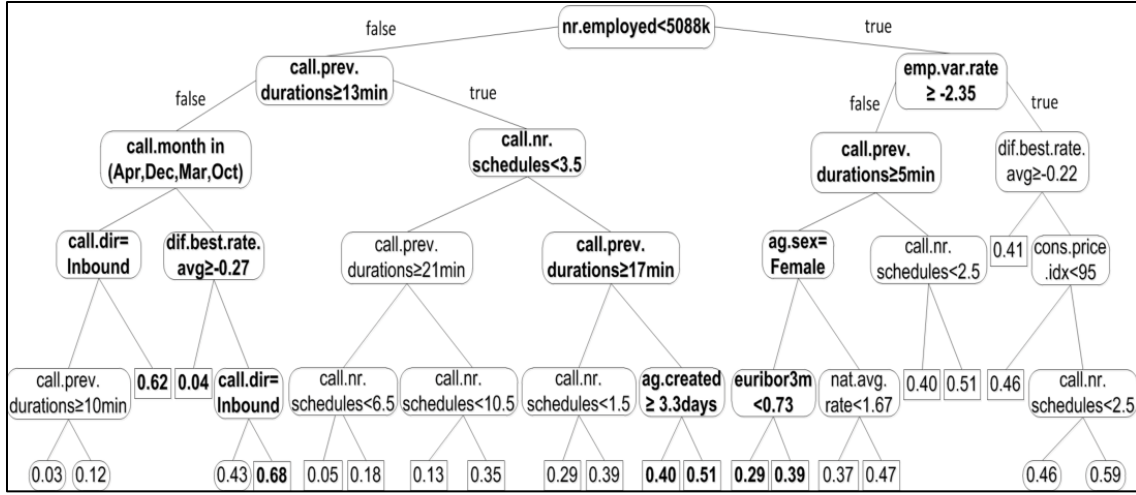 nr.employed<5088k
false
true
call.prev.
durations≥13min
emp.var.rate
≥ -2.35
false
true
false
true
call.month in
(Apr,Dec,Mar,Oct)
call.nr.
schedules<3.5
call.prev.
durations≥5min
dif.best.rate.
avg≥-0.22
call.dir=
Inbound
dif.best.rate.
avg≥-0.27
call.prev.
durations≥21min
call.prev.
durations≥17min
ag.sex=
Female
call.nr.
schedules<2.5
0.41
cons.price
.idx<95
call.prev.
durations≥10min
0.62
0.04
call.dir=
Inbound
call.nr.
schedules<6.5
call.nr.
schedules<10.5
call.nr.
schedules<1.5
ag.created
≥ 3.3days
euribor3m
<0.73
nat.avg.
rate<1.67
0.40
0.51
0.46
call.nr.
schedules<2.5
0.03
0.12
0.43
0.68
0.05
0.18
0.13
0.35
0.29
0.39
0.40
0.51
0.29
0.39
0.37
0.47
0.46
0.59